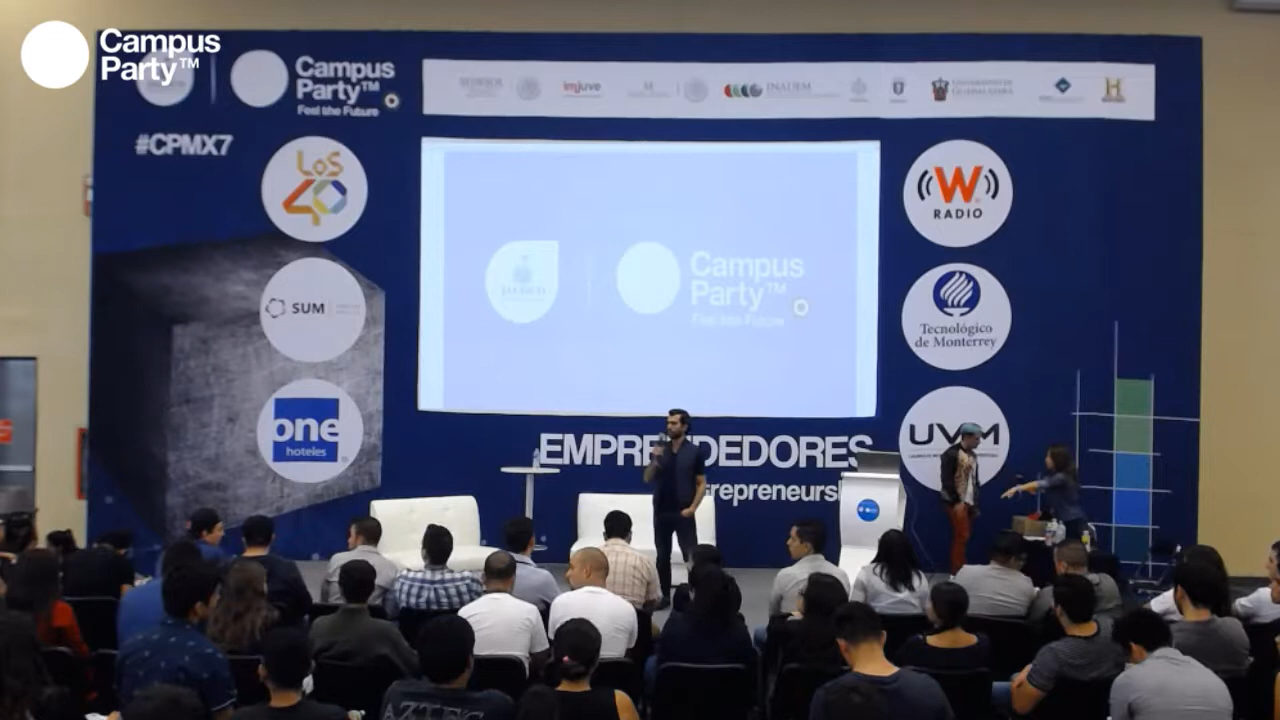 Campus
Party™
Campus
Party™
Feel the Future
imjuve
INADEM
#CPMX7
LOS
40
W
RADIO
SUM
Campus
Party™
Feel the Future
Tecnológico
de Monterrey
one
hoteles
UVM
EMPRENDEDORES
trepreneursh
AZTEC